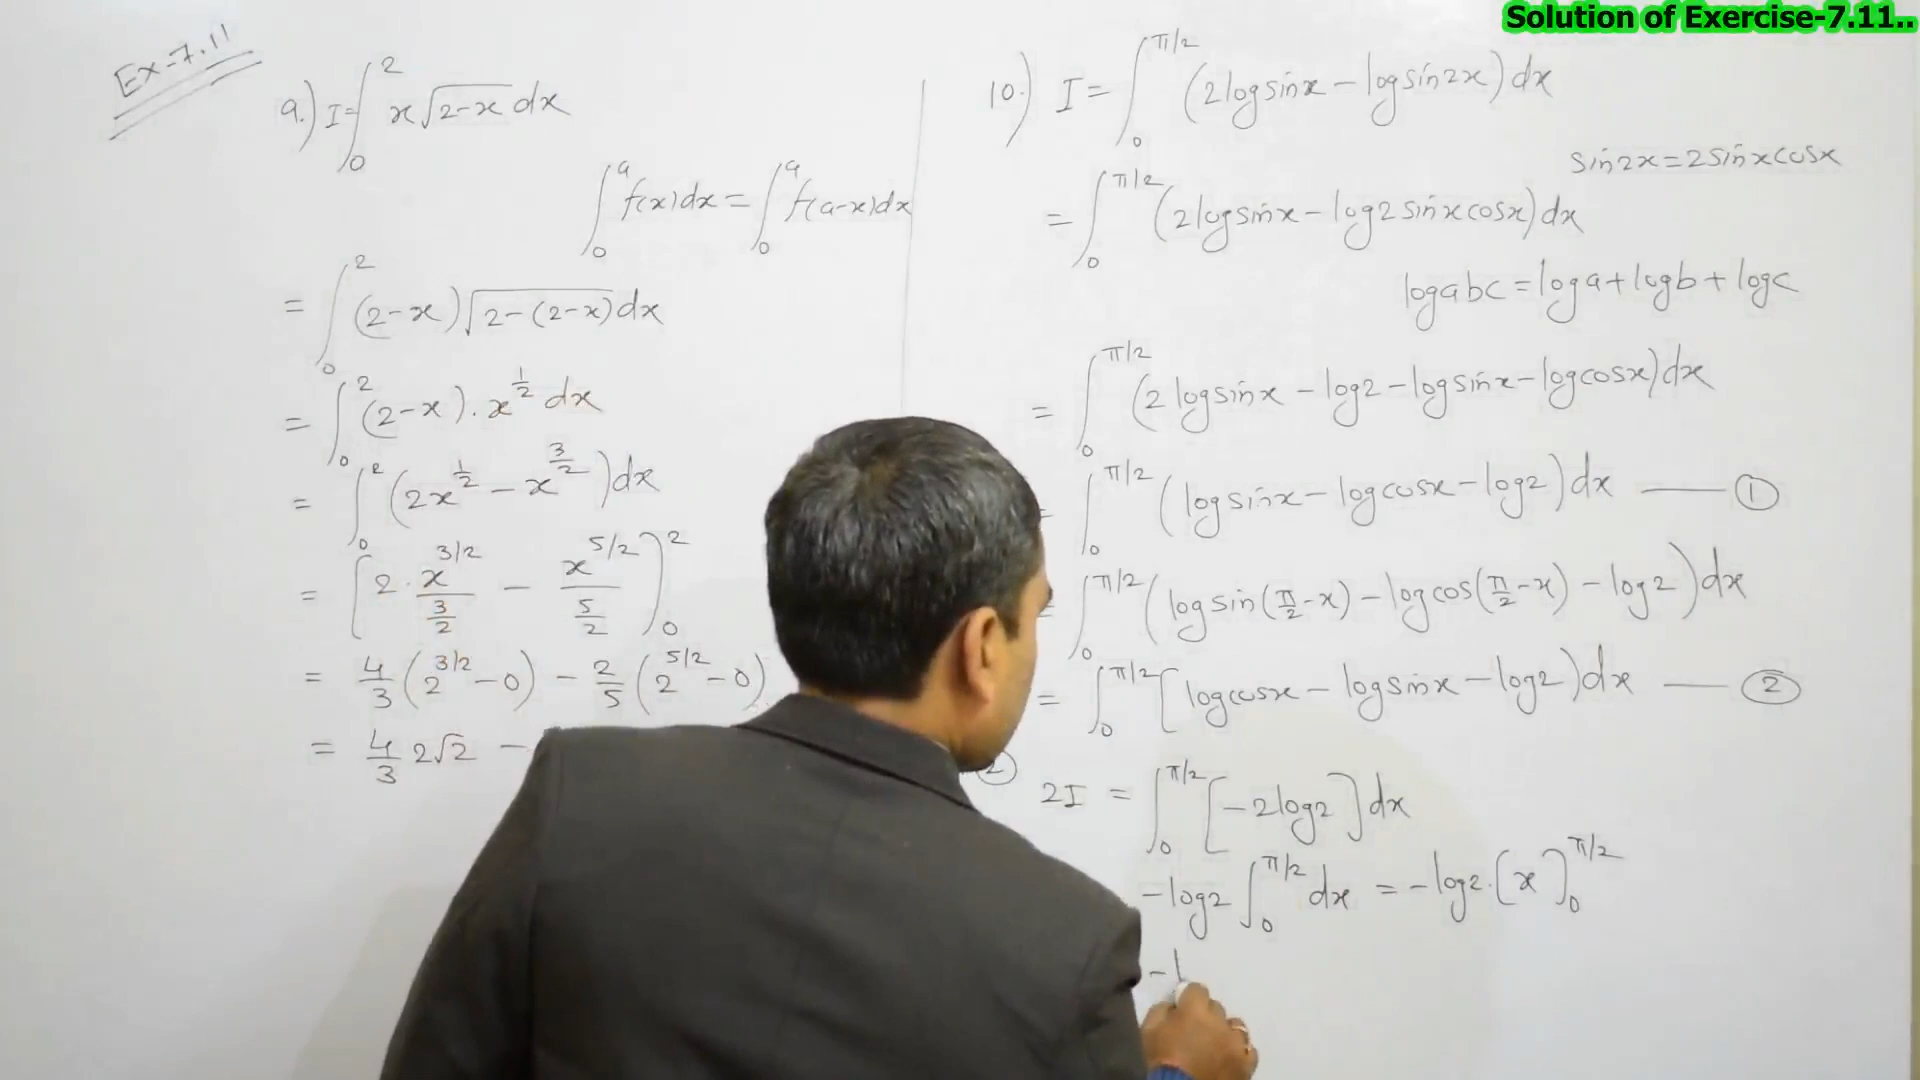 Solution of Exercise-7.11..
Ex-7.11
9.) I = ∫₀² x√(2-x) dx
∫₀ᵃ f(x)dx = ∫₀ᵃ f(a-x)dx
= ∫₀² (2-x)√(2-(2-x)) dx
= ∫₀² (2-x) . x^(1/2) dx
= ∫₀² (2x^(1/2) - x^(3/2)) dx
= [2 . x^(3/2)/(3/2) - x^(5/2)/(5/2)]₀²
= 4/3 (2^(3/2) - 0) - 2/5 (2^(5/2) - 0)
= 4/3 2√2 -
10.) I = ∫₀^(π/2) (2logsinx - logsin2x) dx
sin2x = 2sinxcosx
= ∫₀^(π/2) (2logsinx - log2sinxcosx) dx
logabc = loga + logb + logc
= ∫₀^(π/2) (2logsinx - log2 - logsinx - logcosx) dx
= ∫₀^(π/2) (logsinx - logcosx - log2) dx —— ①
= ∫₀^(π/2) (logsin(π/2-x) - logcos(π/2-x) - log2) dx
= ∫₀^(π/2) [logcosx - logsinx - log2) dx —— ②
② 2I = ∫₀^(π/2) [-2log2] dx
-log2 ∫₀^(π/2) dx = -log2.[x]₀^(π/2)
-l